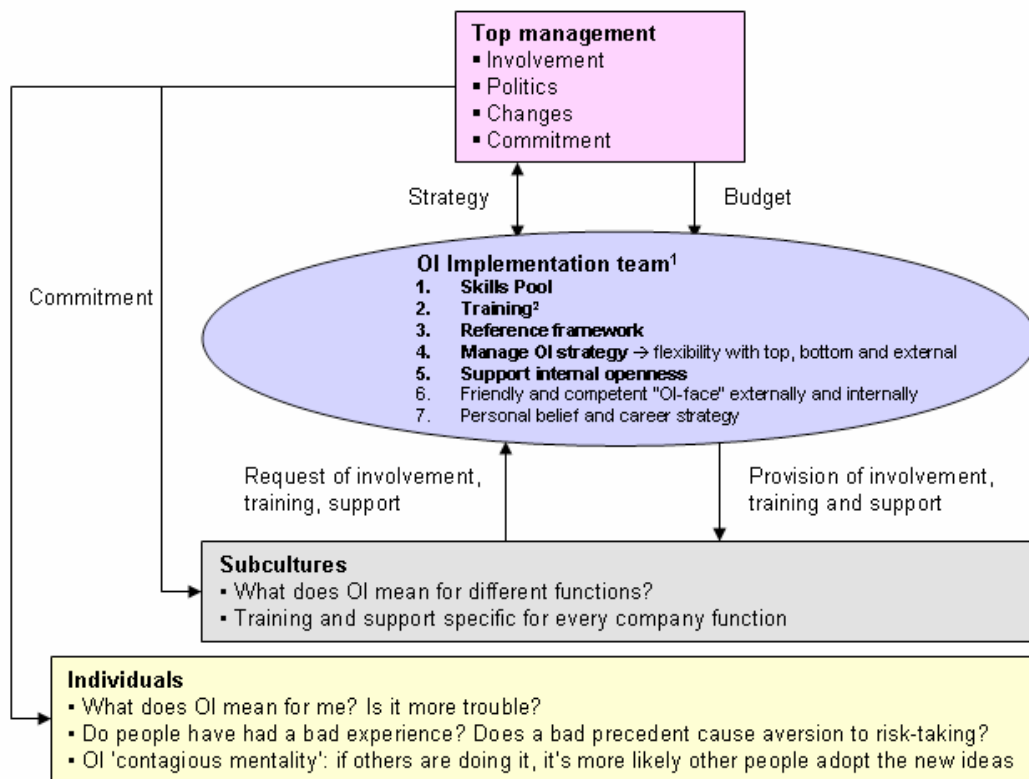 Top management
▪ Involvement
▪ Politics
▪ Changes
▪ Commitment
Strategy
Budget
Commitment
OI Implementation team¹
1. Skills Pool
2. Training²
3. Reference framework
4. Manage OI strategy → flexibility with top, bottom and external
5. Support internal openness
6. Friendly and competent "OI-face" externally and internally
7. Personal belief and career strategy
Request of involvement,
training, support
Provision of involvement,
training and support
Subcultures
▪ What does OI mean for different functions?
▪ Training and support specific for every company function
Individuals
▪ What does OI mean for me? Is it more trouble?
▪ Do people have had a bad experience? Does a bad precedent cause aversion to risk-taking?
▪ OI 'contagious mentality': if others are doing it, it's more likely other people adopt the new ideas